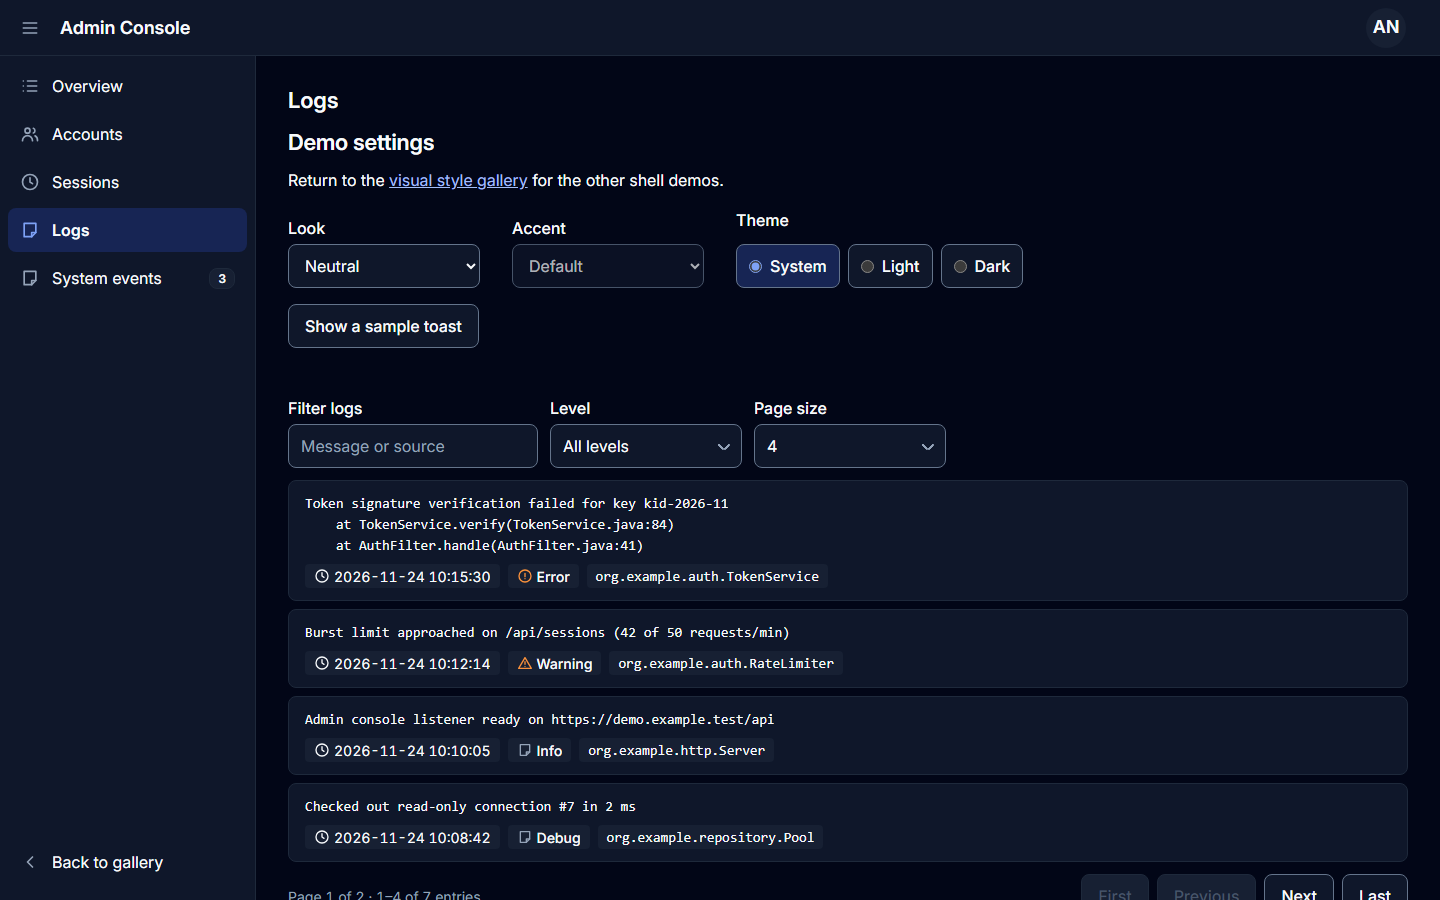 Admin Console
AN
Overview
Accounts
Sessions
Logs
System events 3
Back to gallery
Logs
Demo settings
Return to the visual style gallery for the other shell demos.
Look Accent Theme
Neutral Default System Light Dark
Show a sample toast
Filter logs Level Page size
Message or source All levels 4
Token signature verification failed for key kid-2026-11
at TokenService.verify(TokenService.java:84)
at AuthFilter.handle(AuthFilter.java:41)
2026-11-24 10:15:30 Error org.example.auth.TokenService
Burst limit approached on /api/sessions (42 of 50 requests/min)
2026-11-24 10:12:14 Warning org.example.auth.RateLimiter
Admin console listener ready on https://demo.example.test/api
2026-11-24 10:10:05 Info org.example.http.Server
Checked out read-only connection #7 in 2 ms
2026-11-24 10:08:42 Debug org.example.repository.Pool
Page 1 of 2 · 1–4 of 7 entries First Previous Next Last